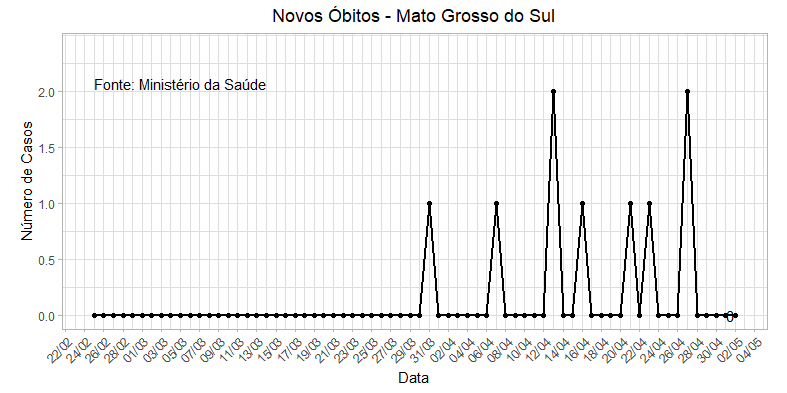 Novos Óbitos - Mato Grosso do Sul
Fonte: Ministério da Saúde
Número de Casos
2.0
1.5
1.0
0.5
0.0
0
22/02 24/02 26/02 28/02 01/03 03/03 05/03 07/03 09/03 11/03 13/03 15/03 17/03 19/03 21/03 23/03 25/03 27/03 29/03 31/03 02/04 04/04 06/04 08/04 10/04 12/04 14/04 16/04 18/04 20/04 22/04 24/04 26/04 28/04 30/04 02/05 04/05
Data